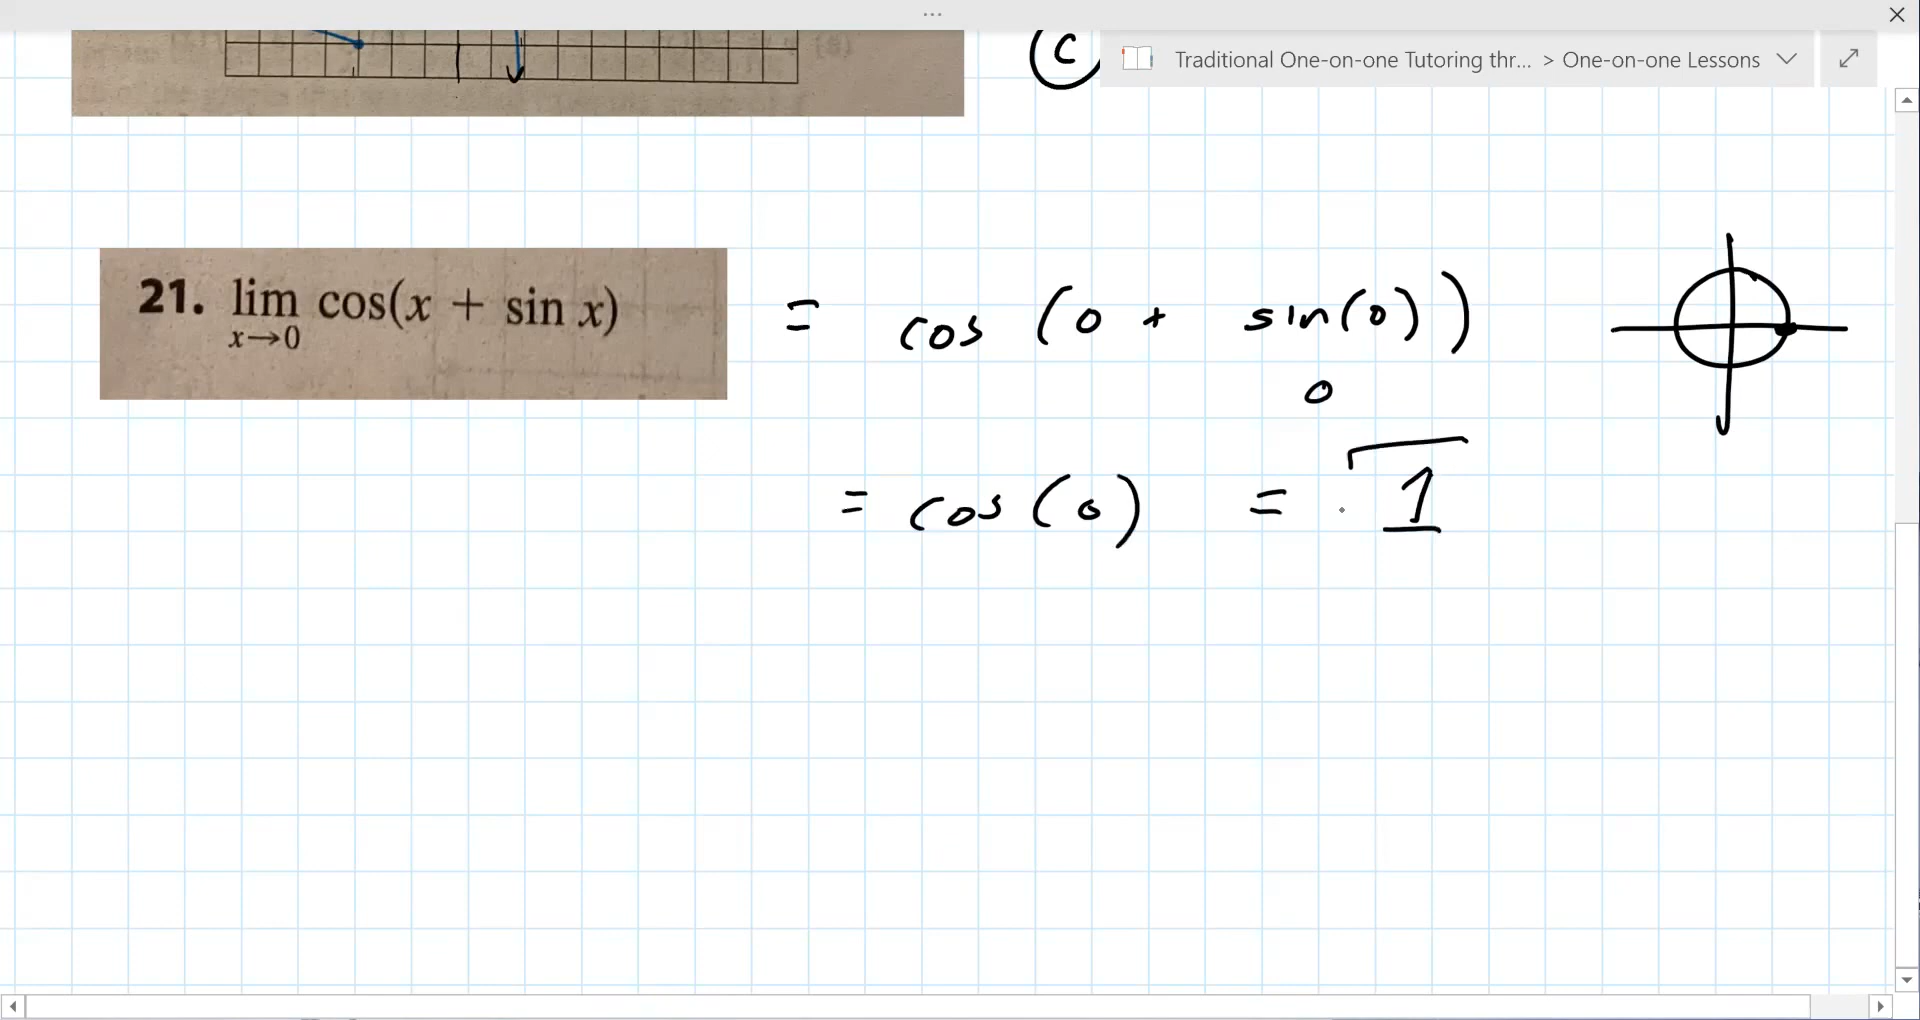 ...
(c)
Traditional One-on-one Tutoring thr... > One-on-one Lessons
21. lim cos(x + sin x)
x→0
= cos (0 + sin(0))
0
= cos(0) = 1